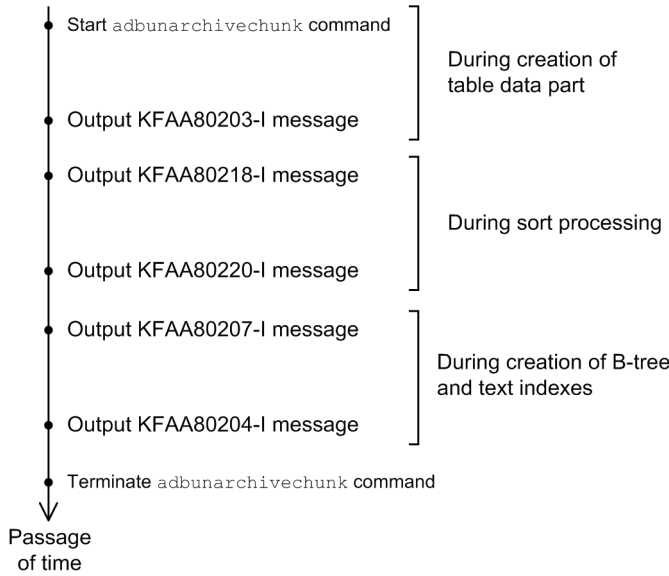 Start adbunarchivechunk command
During creation of
table data part
Output KFAA80203-I message
Output KFAA80218-I message
During sort processing
Output KFAA80220-I message
Output KFAA80207-I message
During creation of B-tree
and text indexes
Output KFAA80204-I message
Terminate adbunarchivechunk command
Passage
of time